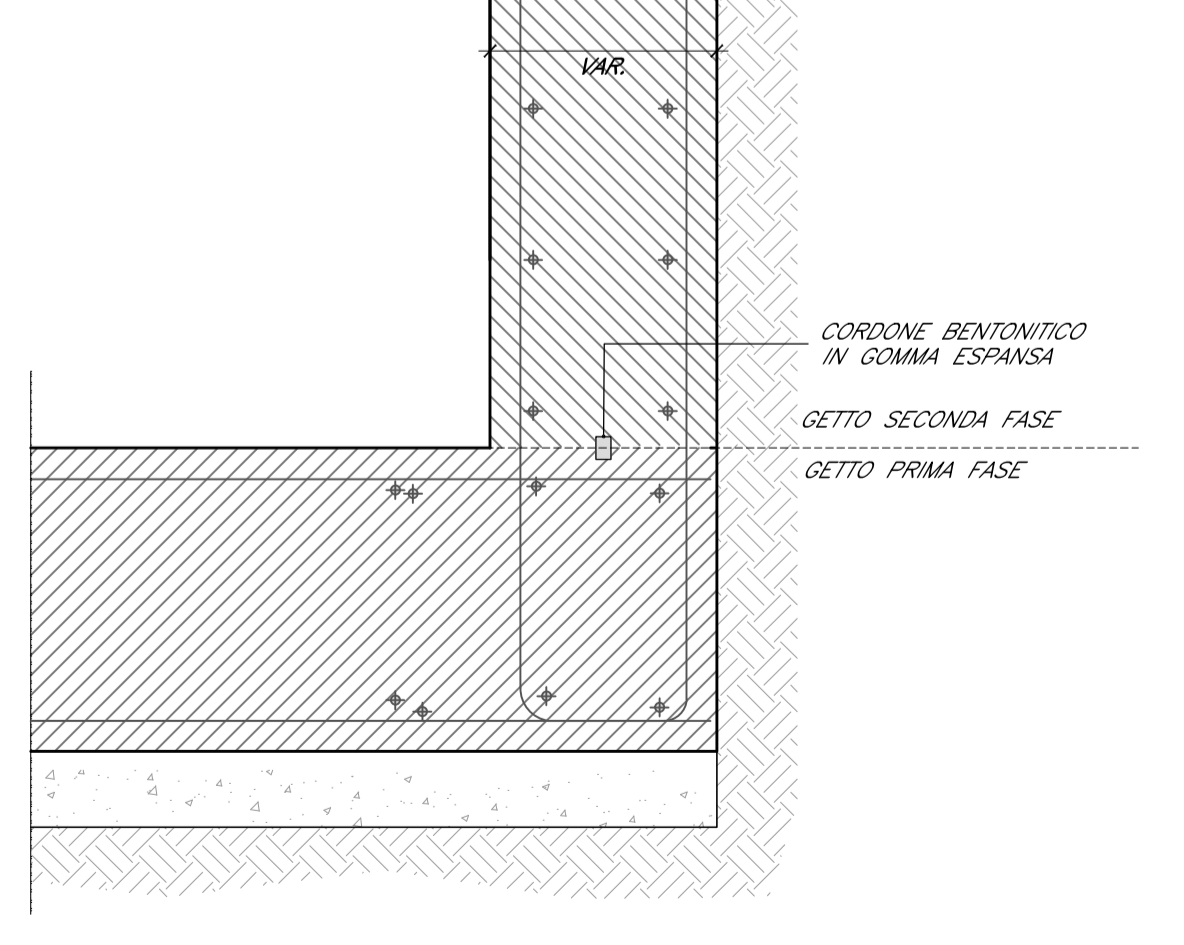 VAR.
CORDONE BENTONITICO
IN GOMMA ESPANSA
GETTO SECONDA FASE
GETTO PRIMA FASE